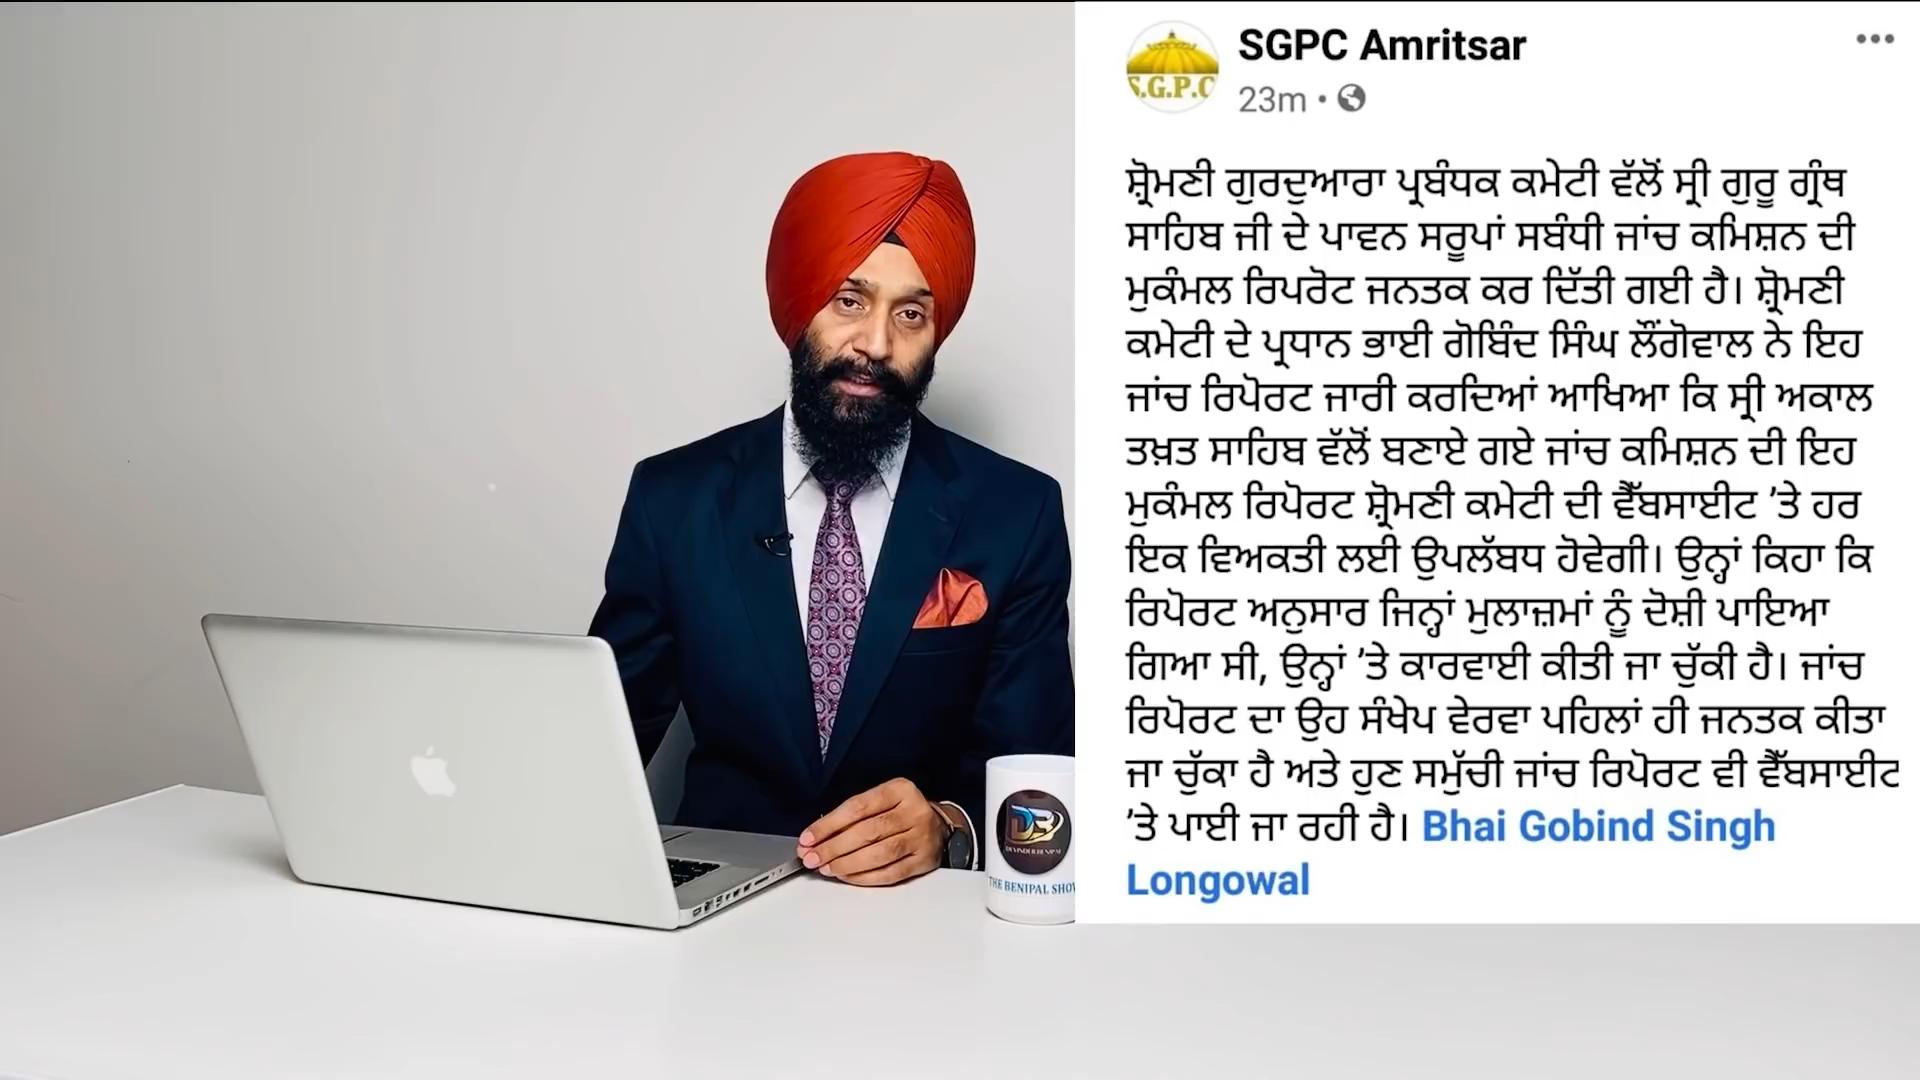 SGPC Amritsar
S.G.P.C
23m
ਸ਼੍ਰੋਮਣੀ ਗੁਰਦੁਆਰਾ ਪ੍ਰਬੰਧਕ ਕਮੇਟੀ ਵੱਲੋਂ ਸ੍ਰੀ ਗੁਰੂ ਗ੍ਰੰਥ
ਸਾਹਿਬ ਜੀ ਦੇ ਪਾਵਨ ਸਰੂਪਾਂ ਸਬੰਧੀ ਜਾਂਚ ਕਮਿਸ਼ਨ ਦੀ
ਮੁਕੰਮਲ ਰਿਪਰੋਟ ਜਨਤਕ ਕਰ ਦਿੱਤੀ ਗਈ ਹੈ। ਸ਼੍ਰੋਮਣੀ
ਕਮੇਟੀ ਦੇ ਪ੍ਰਧਾਨ ਭਾਈ ਗੋਬਿੰਦ ਸਿੰਘ ਲੌਂਗੋਵਾਲ ਨੇ ਇਹ
ਜਾਂਚ ਰਿਪੋਰਟ ਜਾਰੀ ਕਰਦਿਆਂ ਆਖਿਆ ਕਿ ਸ੍ਰੀ ਅਕਾਲ
ਤਖ਼ਤ ਸਾਹਿਬ ਵੱਲੋਂ ਬਣਾਏ ਗਏ ਜਾਂਚ ਕਮਿਸ਼ਨ ਦੀ ਇਹ
ਮੁਕੰਮਲ ਰਿਪੋਰਟ ਸ਼੍ਰੋਮਣੀ ਕਮੇਟੀ ਦੀ ਵੈੱਬਸਾਈਟ ’ਤੇ ਹਰ
ਇਕ ਵਿਅਕਤੀ ਲਈ ਉਪਲੱਬਧ ਹੋਵੇਗੀ। ਉਨ੍ਹਾਂ ਕਿਹਾ ਕਿ
ਰਿਪੋਰਟ ਅਨੁਸਾਰ ਜਿਨ੍ਹਾਂ ਮੁਲਾਜ਼ਮਾਂ ਨੂੰ ਦੋਸ਼ੀ ਪਾਇਆ
ਗਿਆ ਸੀ, ਉਨ੍ਹਾਂ ’ਤੇ ਕਾਰਵਾਈ ਕੀਤੀ ਜਾ ਚੁੱਕੀ ਹੈ। ਜਾਂਚ
ਰਿਪੋਰਟ ਦਾ ਉਹ ਸੰਖੇਪ ਵੇਰਵਾ ਪਹਿਲਾਂ ਹੀ ਜਨਤਕ ਕੀਤਾ
ਜਾ ਚੁੱਕਾ ਹੈ ਅਤੇ ਹੁਣ ਸਮੁੱਚੀ ਜਾਂਚ ਰਿਪੋਰਟ ਵੀ ਵੈੱਬਸਾਈਟ
’ਤੇ ਪਾਈ ਜਾ ਰਹੀ ਹੈ। Bhai Gobind Singh
Longowal
DB
DEVINDER BENIPAL
THE BENIPAL SHOW